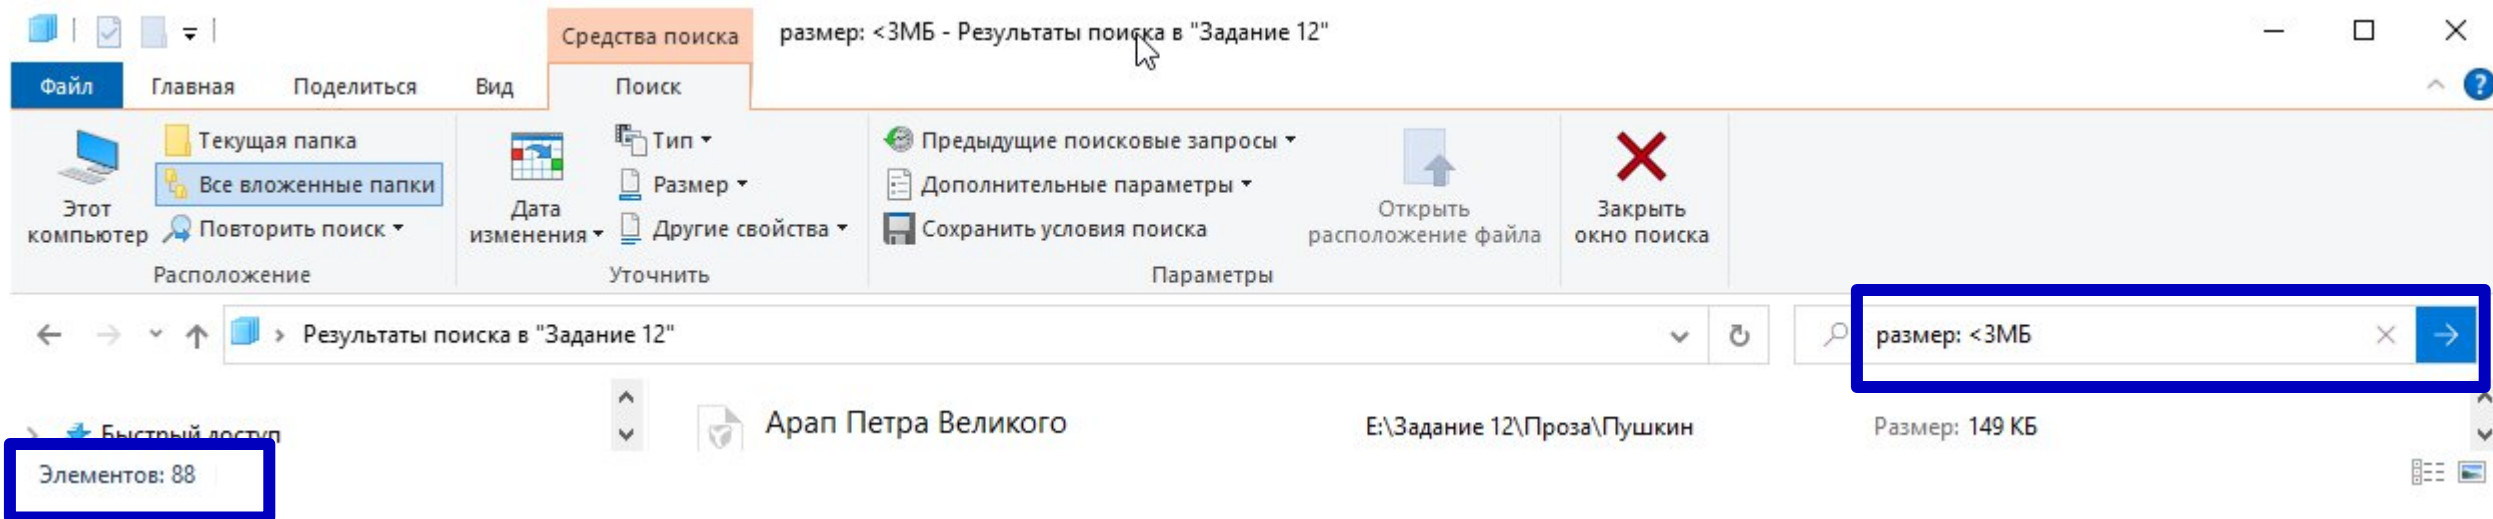 Средства поиска
размер: <3МБ - Результаты поиска в "Задание 12"
Файл
Главная
Поделиться
Вид
Поиск
?
Этот компьютер
Текущая папка
Все вложенные папки
Повторить поиск
Расположение
Дата изменения
Тип
Размер
Другие свойства
Уточнить
Предыдущие поисковые запросы
Дополнительные параметры
Сохранить условия поиска
Открыть расположение файла
Параметры
Закрыть окно поиска
Результаты поиска в "Задание 12"
размер: <3МБ
Быстрый доступ
Арап Петра Великого
E:\Задание 12\Проза\Пушкин
Размер: 149 КБ
Элементов: 88